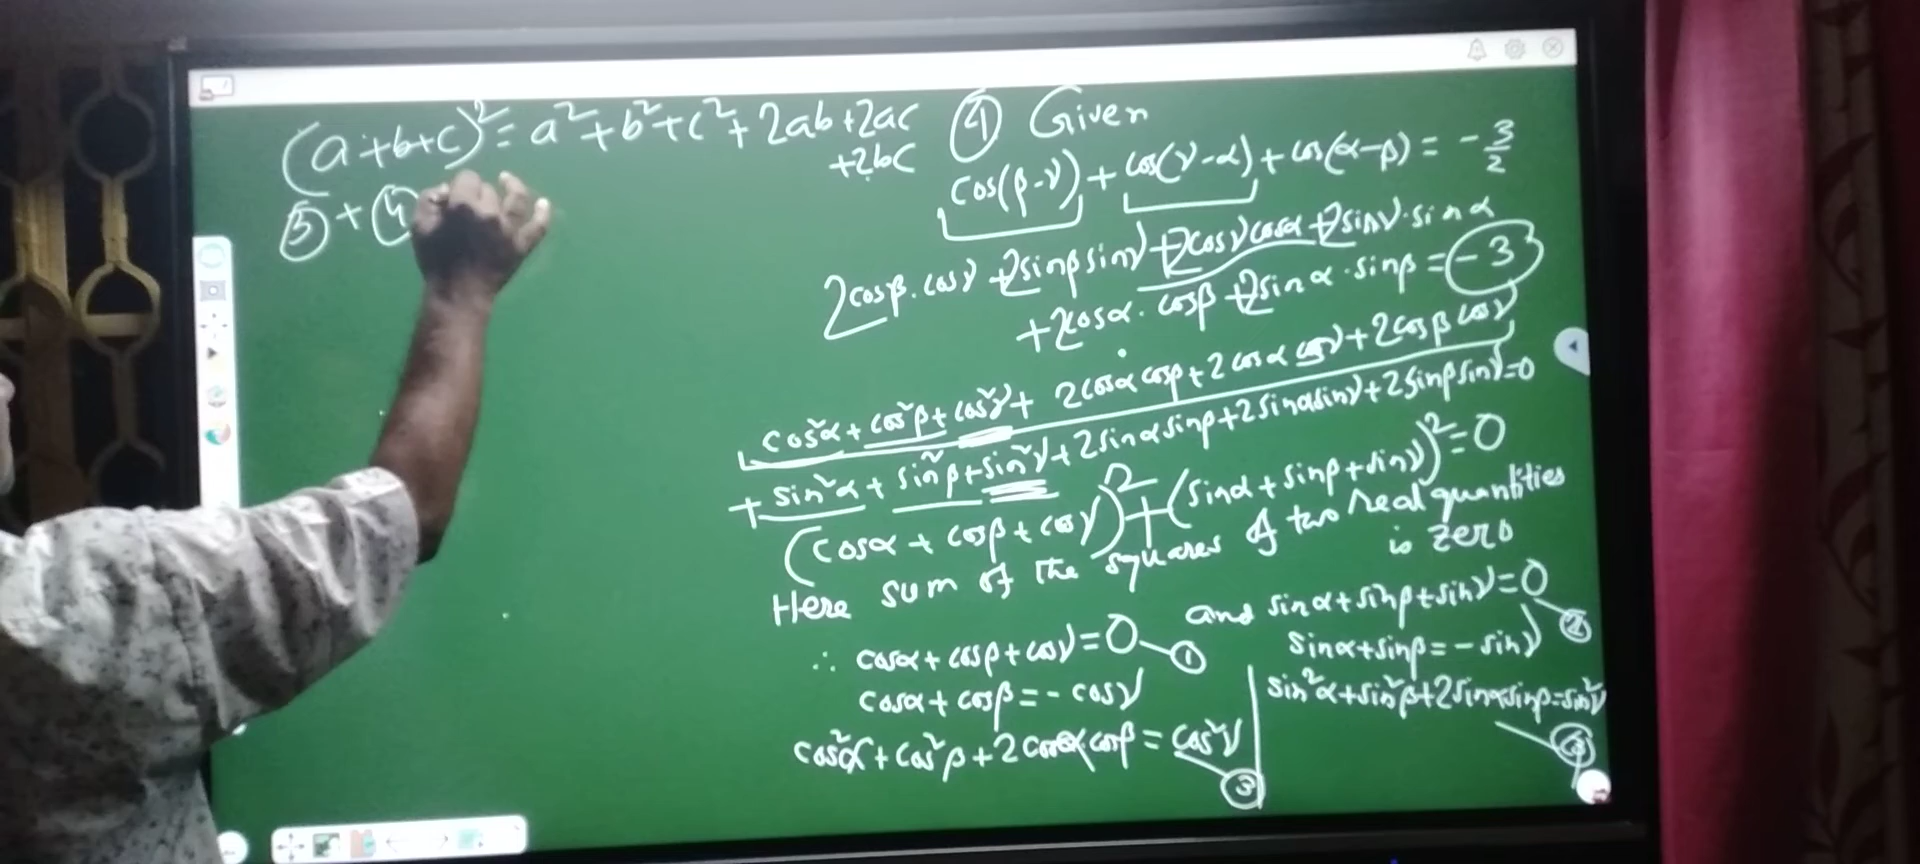 (a+b+c)² = a²+b²+c²+2ab+2ac
+2bc
③ + ④
④ Given
cos(β-γ) + cos(γ-α) + cos(α-β) = -3/2
2cosβ.cosγ + 2sinβ sinγ + 2cosγ cosα + 2sinγ.sinα
+2cosα.cosβ + 2sinα.sinβ = -3
cos²α + cos²β + cos²γ + 2cosα cosβ + 2cosα cosγ + 2cosβ cosγ
+ sin²α + sin²β + sin²γ + 2sinα sinβ + 2sinα sinγ + 2sinβ sinγ = 0
(cosα + cosβ + cosγ)² + (sinα + sinβ + sinγ)² = 0
Here sum of the squares of two real quantities
is zero
∴ cosα + cosβ + cosγ = 0 — ① and sinα + sinβ + sinγ = 0 — ②
cosα + cosβ = - cosγ
sinα + sinβ = - sinγ
cos²α + cos²β + 2cosα cosβ = cos²γ — ③
sin²α + sin²β + 2sinα sinβ = sin²γ — ④